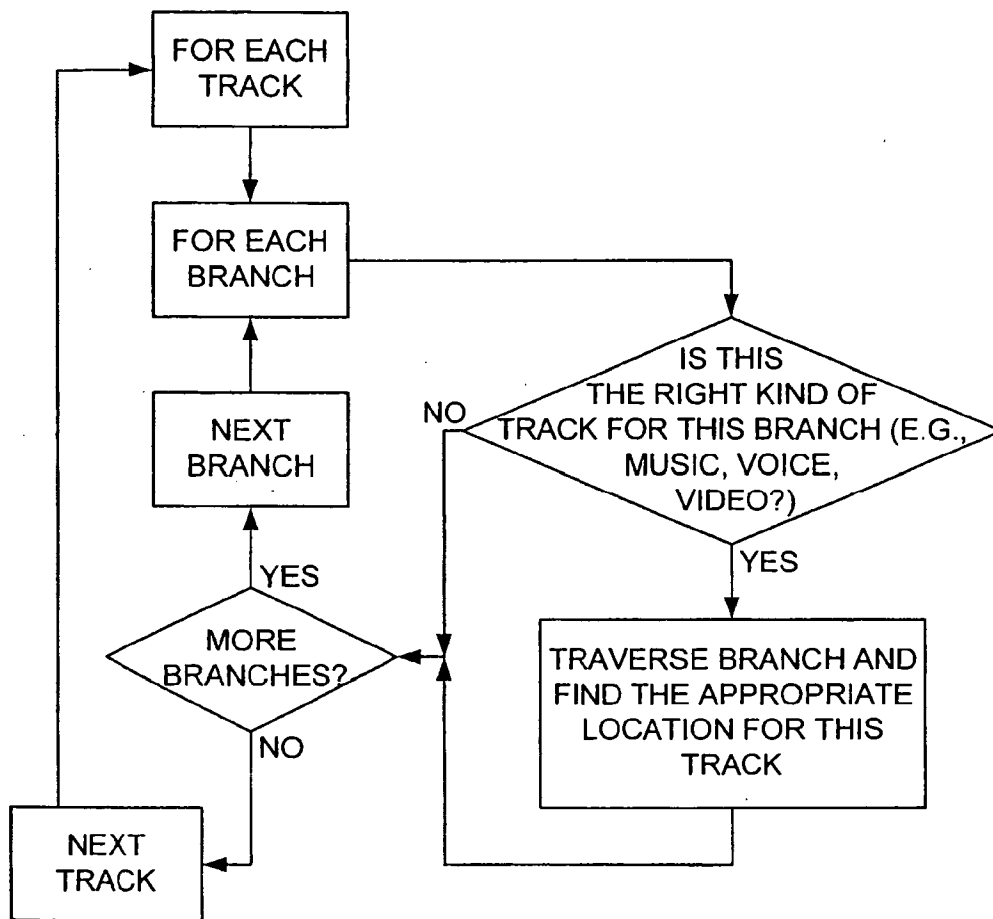 FOR EACH
TRACK
FOR EACH
BRANCH
IS THIS
THE RIGHT KIND OF
TRACK FOR THIS BRANCH (E.G.,
MUSIC, VOICE,
VIDEO?)
NO
YES
NEXT
BRANCH
YES
MORE
BRANCHES?
NO
TRAVERSE BRANCH AND
FIND THE APPROPRIATE
LOCATION FOR THIS
TRACK
NEXT
TRACK